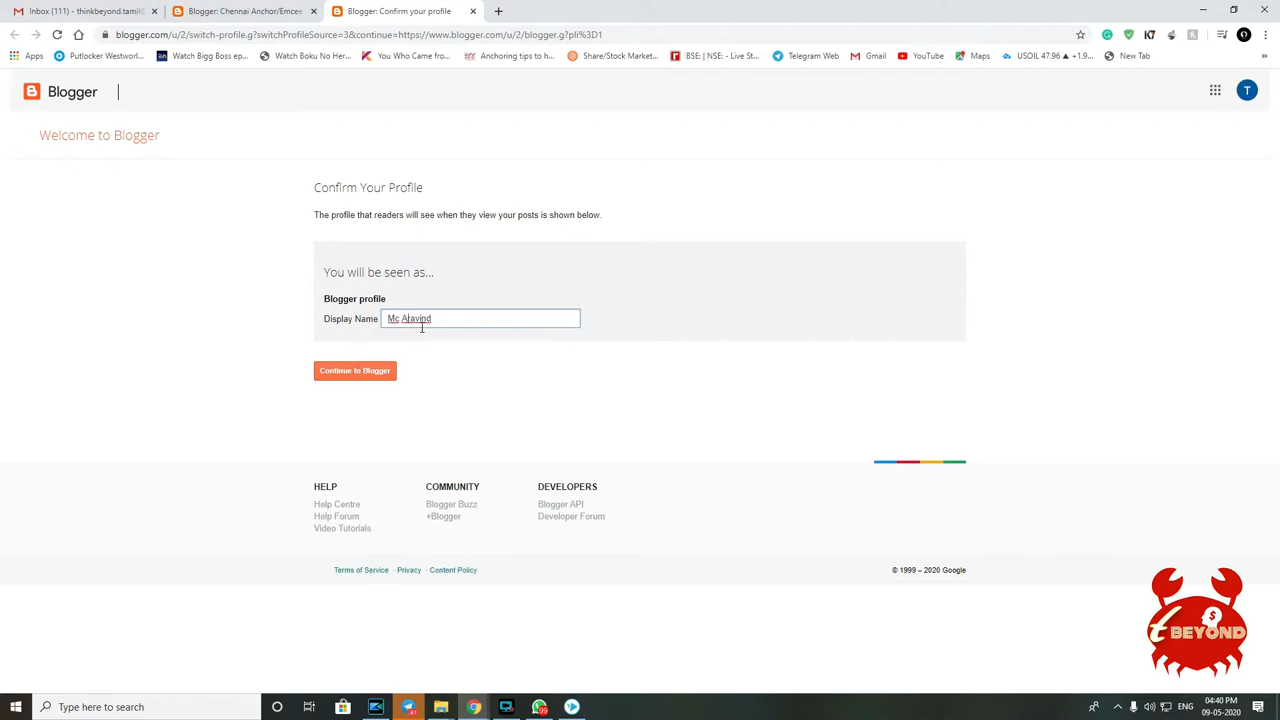 Inbox (11) - thinkbeyond.tamil@
Blogger: Chennai Anchor/Emcee
Blogger: Confirm your profile
blogger.com/u/2/switch-profile.g?switchProfileSource=3&continue=https://www.blogger.com/u/2/blogger.g?pli%3D1
Apps
Putlocker Westworl...
Watch Bigg Boss ep...
Watch Boku No Her...
You Who Came Fro...
Anchoring tips to h...
Share/Stock Market...
BSE: | NSE: - Live St...
Telegram Web
Gmail
YouTube
Maps
USOIL 47.96 ▲ +1.9...
New Tab
»
Blogger
T
Welcome to Blogger
Confirm Your Profile
The profile that readers will see when they view your posts is shown below.
You will be seen as...
Blogger profile
Display Name Mc Aravind
Continue to Blogger
HELP
Help Centre
Help Forum
Video Tutorials
COMMUNITY
Blogger Buzz
+Blogger
DEVELOPERS
Blogger API
Developer Forum
Terms of Service · Privacy · Content Policy
© 1999 – 2020 Google
t BEYOND
Type here to search
61
99
ENG
04:40 PM
09-05-2020